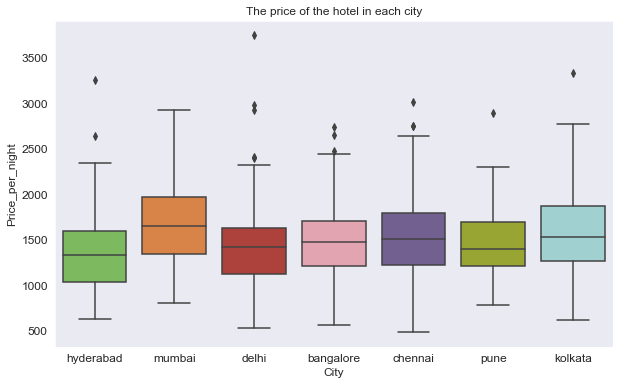 The price of the hotel in each city
Price_per_night
3500
3000
2500
2000
1500
1000
500
hyderabad mumbai delhi bangalore chennai pune kolkata
City